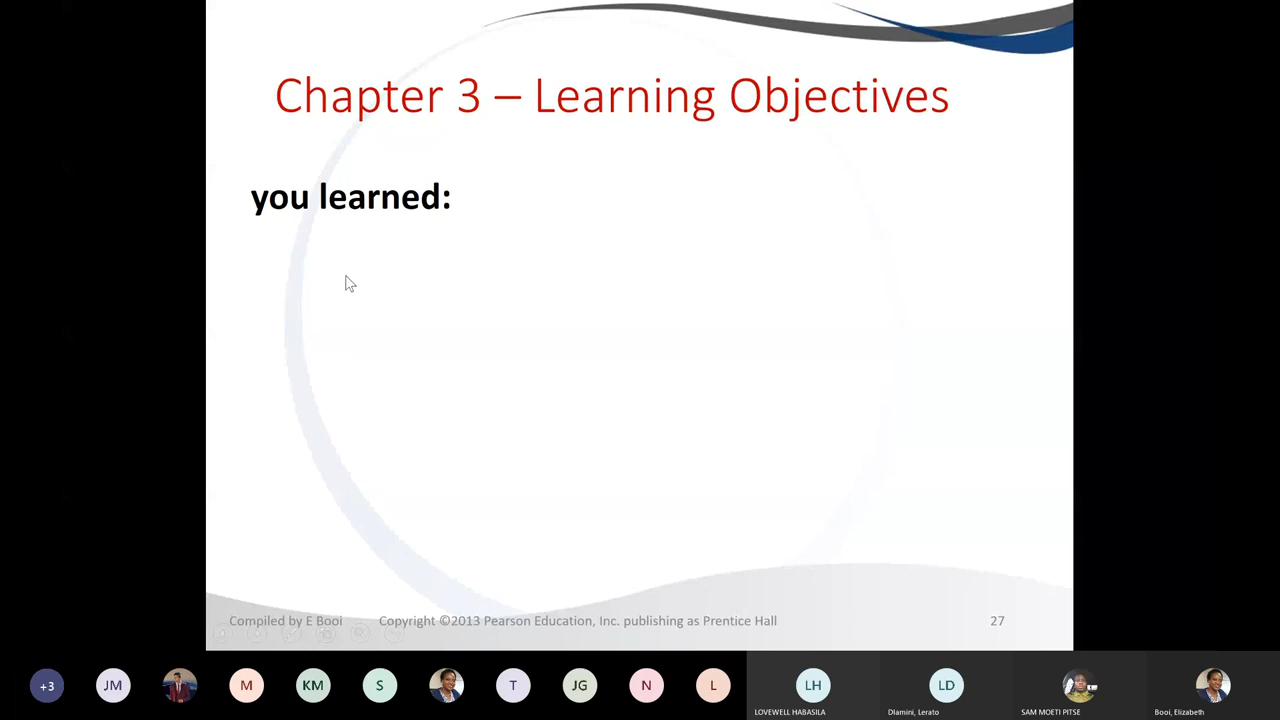 Chapter 3 – Learning Objectives
you learned:
Compiled by E Booi Copyright ©2013 Pearson Education, Inc. publishing as Prentice Hall 27
+3 JM M KM S T JG N L LH LD
LOVEWELL HABASILA Dlamini, Lerato SAM MOETI PITSE Booi, Elizabeth